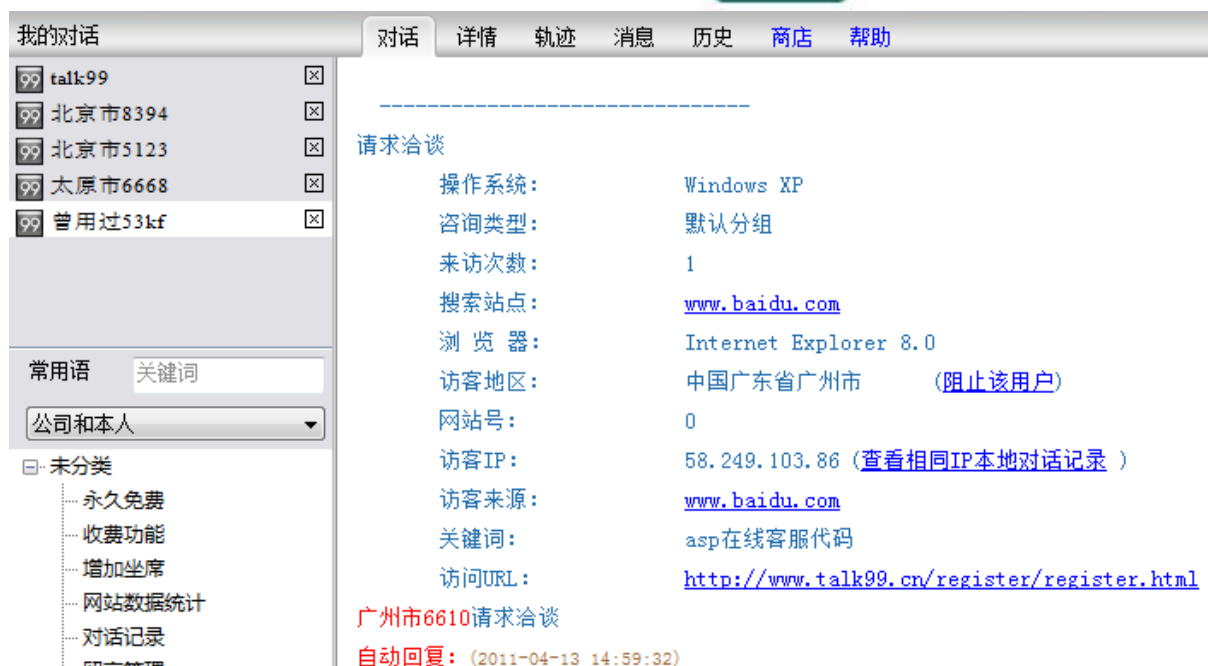 我的对话
对话 详情 轨迹 消息 历史 商店 帮助
99 talk99
99 北京市8394
99 北京市5123
99 太原市6668
99 曾用过53kf
常用语 关键词
公司和本人
未分类
永久免费
收费功能
增加坐席
网站数据统计
对话记录
留言管理
--------------------------------
请求洽谈
操作系统: Windows XP
咨询类型: 默认分组
来访次数: 1
搜索站点: www.baidu.com
浏 览 器: Internet Explorer 8.0
访客地区: 中国广东省广州市 (阻止该用户)
网站号: 0
访客IP: 58.249.103.86 (查看相同IP本地对话记录 )
访客来源: www.baidu.com
关键词: asp在线客服代码
访问URL: http://www.talk99.cn/register/register.html
广州市6610请求洽谈
自动回复: (2011-04-13 14:59:32)